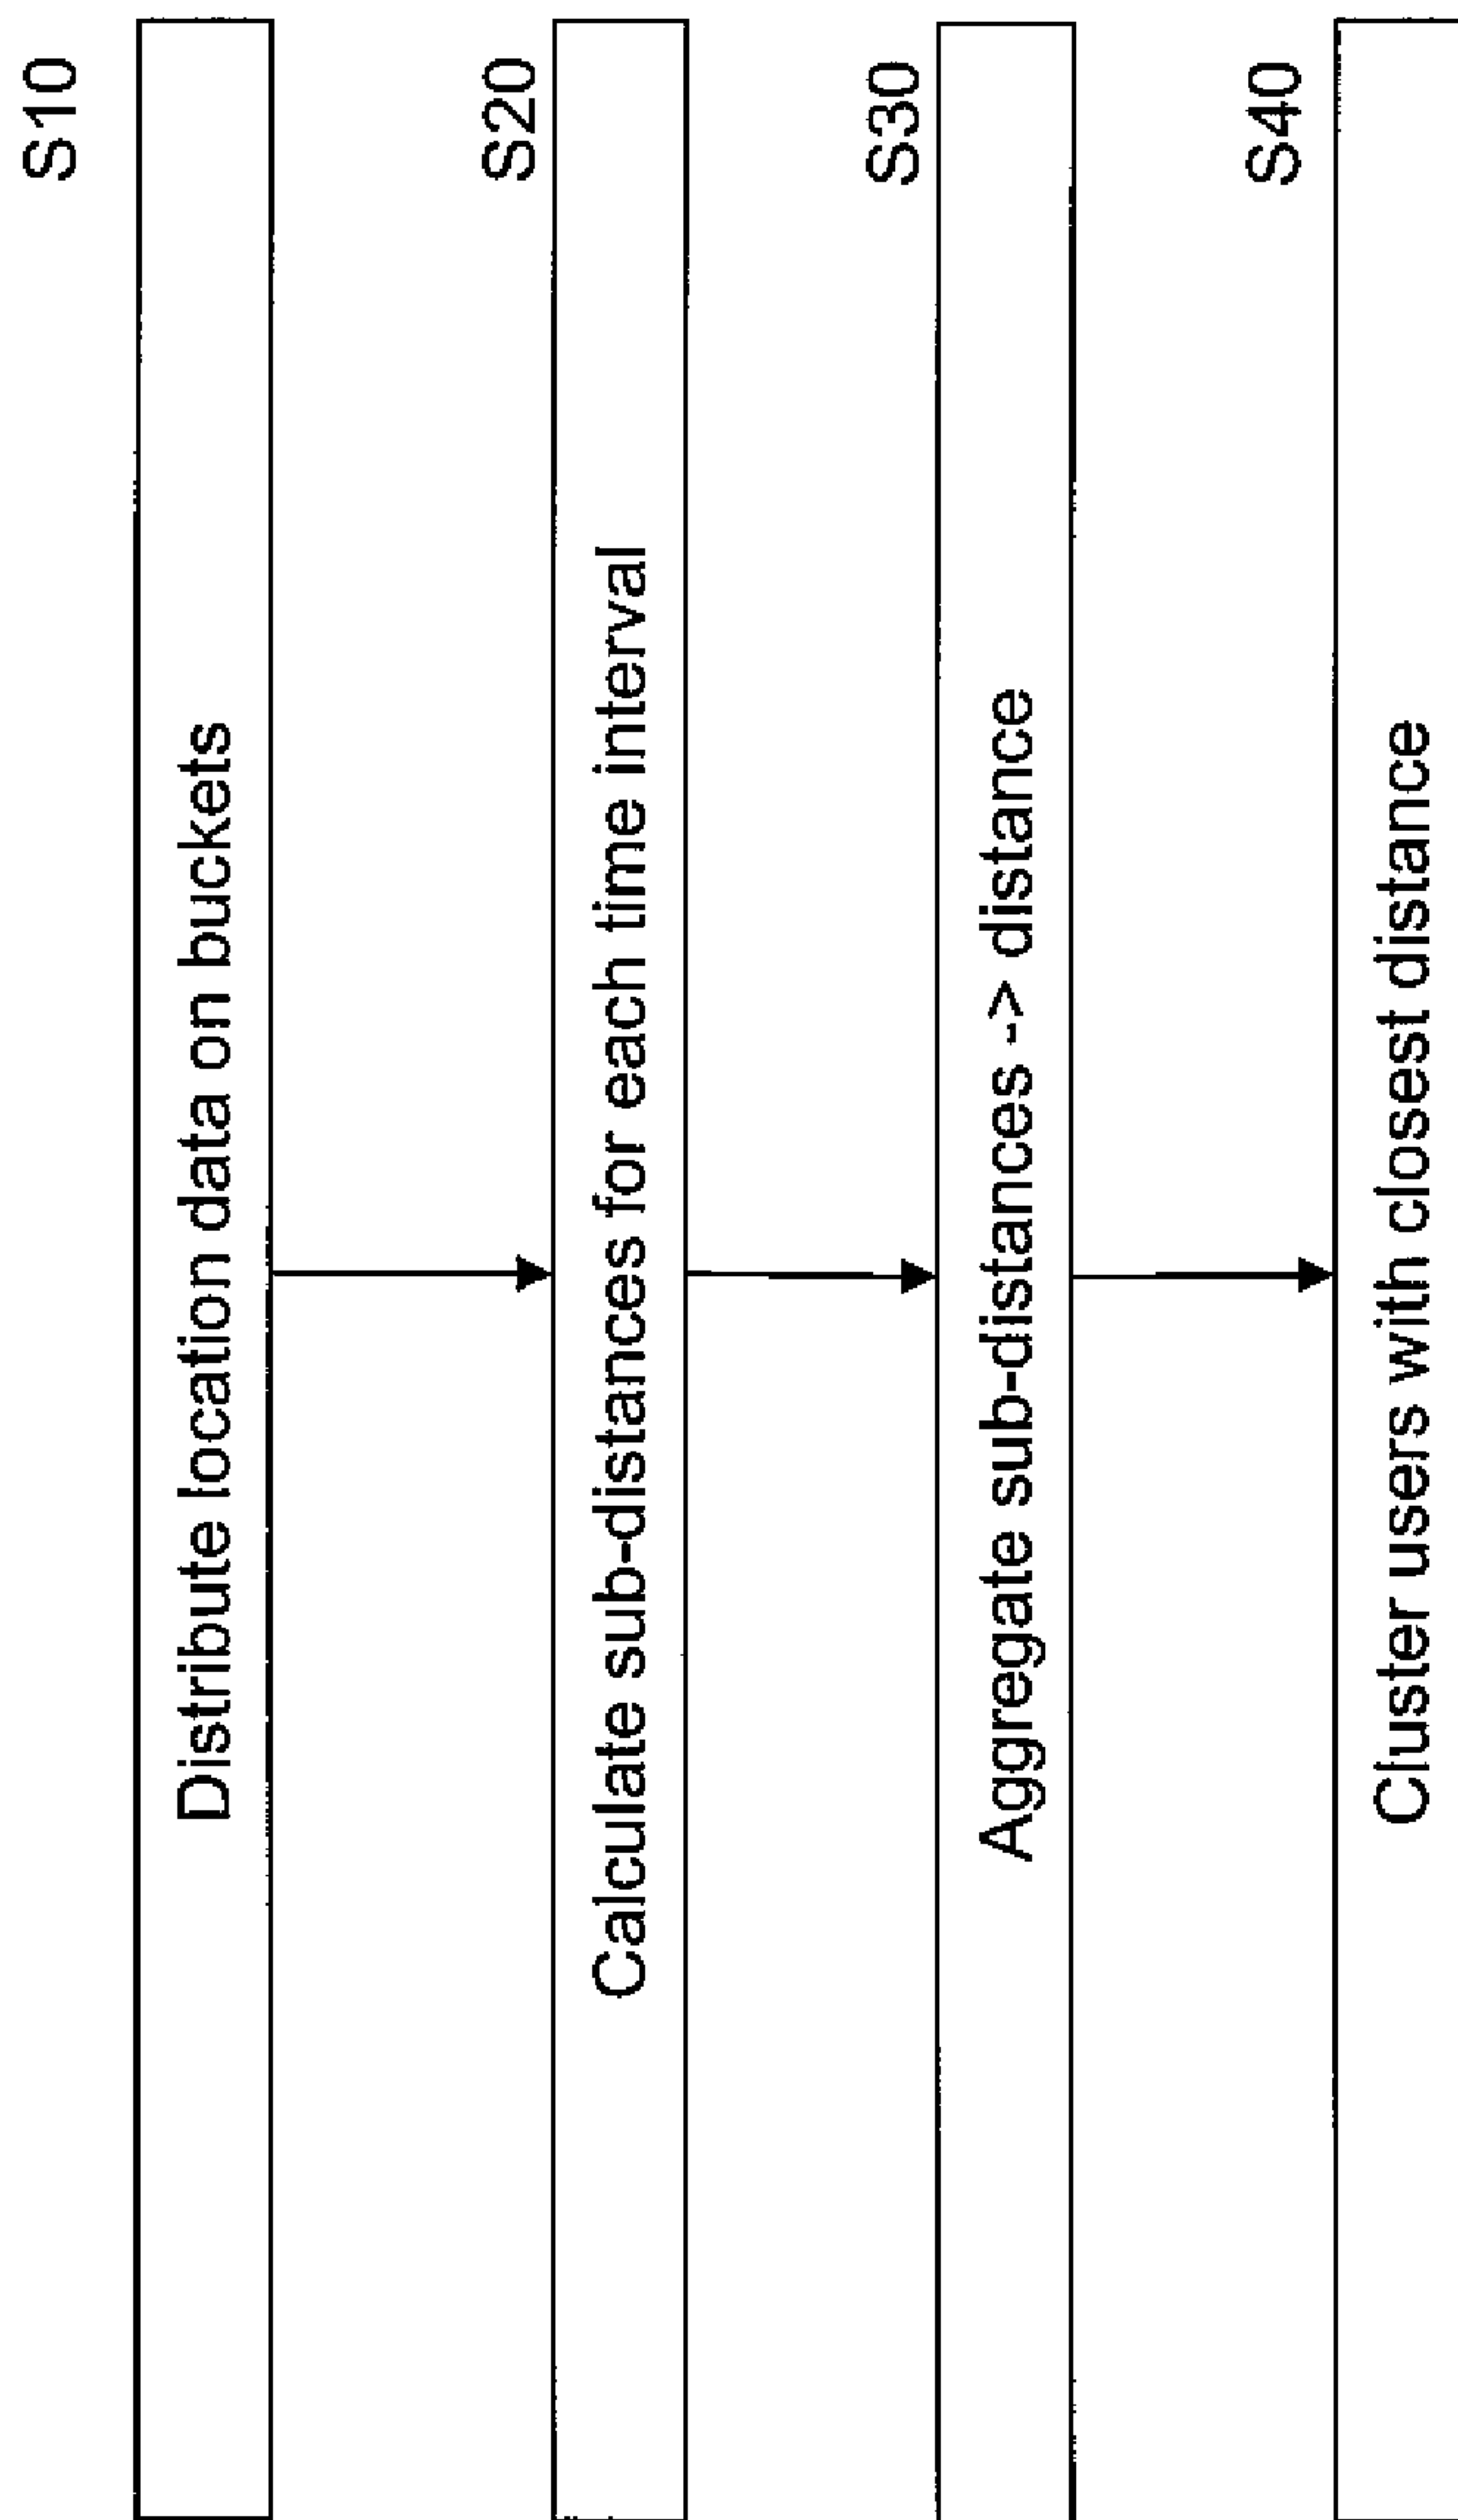 S10
Distribute location data on buckets
S20
Calculate sub-distances for each time interval
S30
Aggregate sub-distances -> distance
S40
Cluster users with closest distance